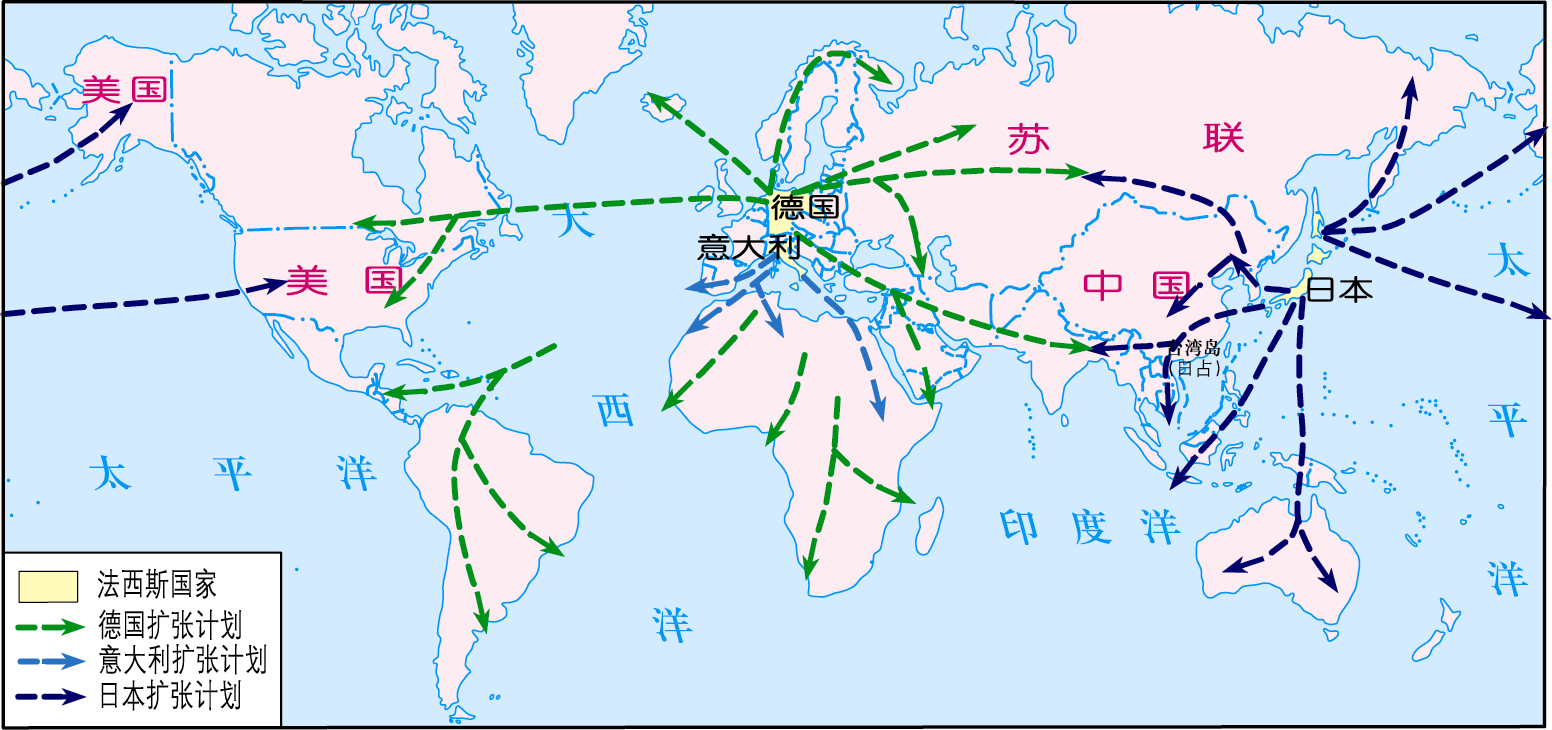 美国
苏联
大
德国
意大利
美国
中国
日本
太
台湾岛
(日占)
西
平
太平洋
印度洋
洋
洋
法西斯国家
德国扩张计划
意大利扩张计划
日本扩张计划